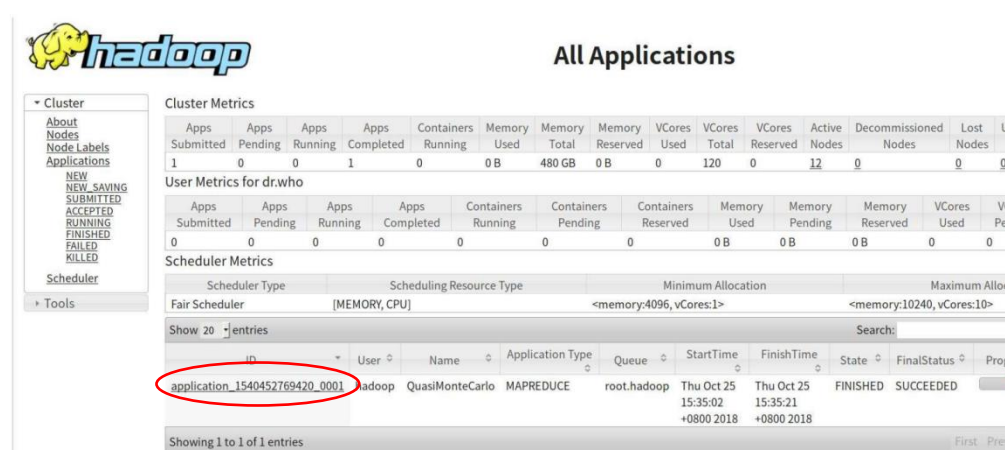 hadoop
All Applications
Cluster
About
Nodes
Node Labels
Applications
NEW
NEW_SAVING
SUBMITTED
ACCEPTED
RUNNING
FINISHED
FAILED
KILLED
Scheduler
Tools
Cluster Metrics
Apps Submitted Apps Pending Apps Running Apps Completed Containers Running Memory Used Memory Total Memory Reserved VCores Used VCores Total VCores Reserved Active Nodes Decommissioned Nodes Lost Nodes
1 0 0 1 0 0 B 480 GB 0 B 0 120 0 12 0 0 0
User Metrics for dr.who
Apps Submitted Apps Pending Apps Running Apps Completed Containers Running Containers Pending Containers Reserved Memory Used Memory Pending Memory Reserved VCores Used
0 0 0 0 0 0 0 0 B 0 B 0 B 0 0
Scheduler Metrics
Scheduler Type Scheduling Resource Type Minimum Allocation Maximum Allo
Fair Scheduler [MEMORY, CPU] <memory:4096, vCores:1> <memory:10240, vCores:10>
Show 20 entries Search:
ID User Name Application Type Queue StartTime FinishTime State FinalStatus Prog
application_1540452769420_0001 hadoop QuasiMonteCarlo MAPREDUCE root.hadoop Thu Oct 25 15:35:02 +0800 2018 Thu Oct 25 15:35:21 +0800 2018 FINISHED SUCCEEDED
Showing 1 to 1 of 1 entries First Pre